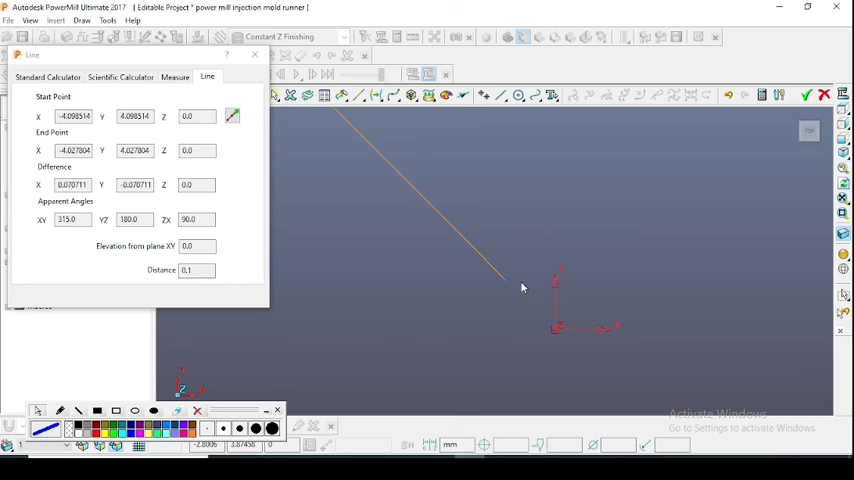 Autodesk PowerMill Ultimate 2017 - [ Editable Project * power mill injection mold runner ]
File View Insert Draw Tools Help
Constant Z Finishing
Line
Standard Calculator Scientific Calculator Measure Line
Start Point
X -4.098514 Y 4.098514 Z 0.0
End Point
X -4.027804 Y 4.027804 Z 0.0
Difference
X 0.070711 Y -0.070711 Z 0.0
Apparent Angles
XY 315.0 YZ 180.0 ZX 90.0
Elevation from plane XY 0.0
Distance 0.1
TOP
X
Y
Z
X
Activate Windows
Go to Settings to activate Windows.
1 -2.8006 3.87458 0 mm